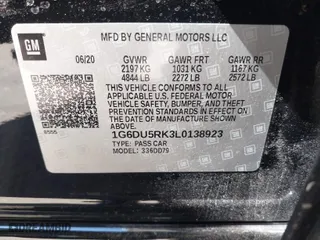 GM
MFD BY GENERAL MOTORS LLC
06/20 GVWR GAWR FRT GAWR RR
2197 KG 1031 KG 1167 KG
4844 LB 2272 LB 2572 LB
THIS VEHICLE CONFORMS TO ALL
APPLICABLE U.S. FEDERAL MOTOR
VEHICLE SAFETY, BUMPER, AND THEFT
PREVENTION STANDARDS IN EFFECT ON
THE DATE OF MANUFACTURE SHOWN ABOVE.
1G6DU5RK3L0138923
TYPE: PASS CAR
MODEL: 336DD79